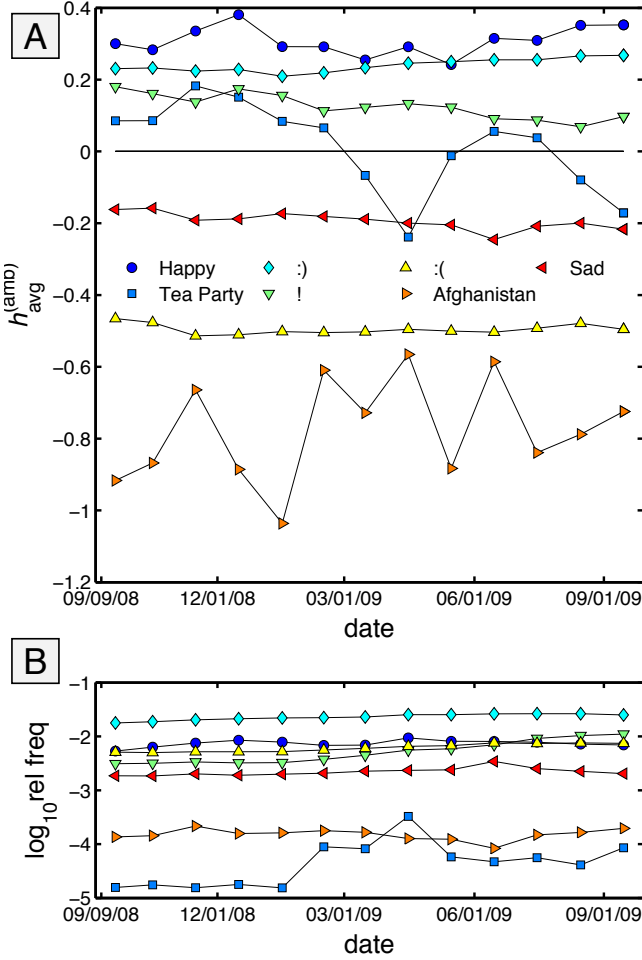 A
0.4
0.2
0
−0.2
−0.4
−0.6
−0.8
−1
−1.2
h_avg^(amb)
Happy :) :( Sad
Tea Party ! Afghanistan
09/09/08 12/01/08 03/01/09 06/01/09 09/01/09
date
B
−1
−2
−3
−4
−5
log_10 rel freq
09/09/08 12/01/08 03/01/09 06/01/09 09/01/09
date